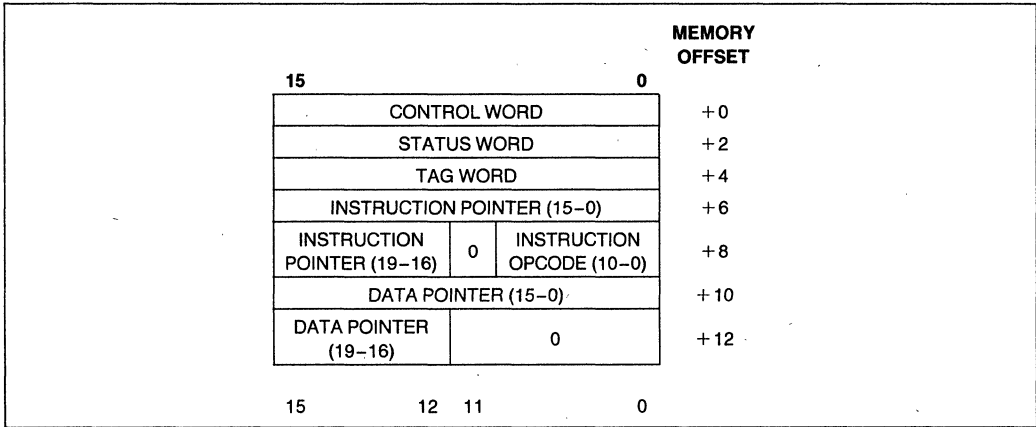 MEMORY
OFFSET
15 0
CONTROL WORD +0
STATUS WORD +2
TAG WORD +4
INSTRUCTION POINTER (15–0) +6
INSTRUCTION POINTER (19–16) 0 INSTRUCTION OPCODE (10–0) +8
DATA POINTER (15–0) +10
DATA POINTER (19–16) 0 +12
15 12 11 0